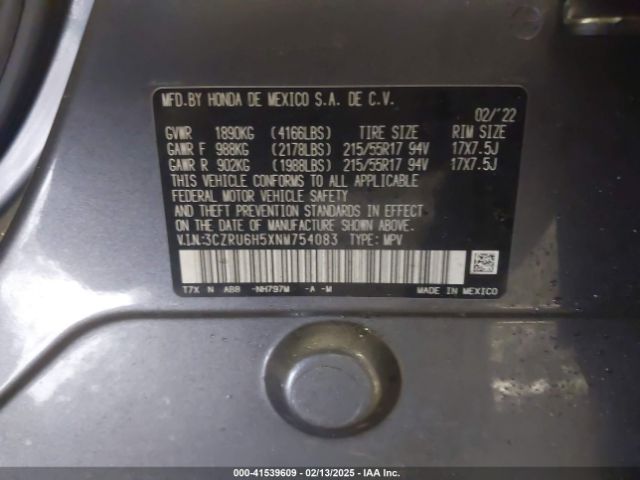 MFD.BY HONDA DE MEXICO S.A. DE C.V.
02/'22
GVWR 1890KG (4166LBS) TIRE SIZE RIM SIZE
GAWR F 988KG (2178LBS) 215/55R17 94V 17X7.5J
GAWR R 902KG (1988LBS) 215/55R17 94V 17X7.5J
THIS VEHICLE CONFORMS TO ALL APPLICABLE
FEDERAL MOTOR VEHICLE SAFETY
AND THEFT PREVENTION STANDARDS IN EFFECT
ON THE DATE OF MANUFACTURE SHOWN ABOVE.
V.I.N:3CZRU6H5XNM754083 TYPE: MPV
T7X N AB8 -NH797M -A -M MADE IN MEXICO
000-41539609 - 02/13/2025 - IAA Inc.